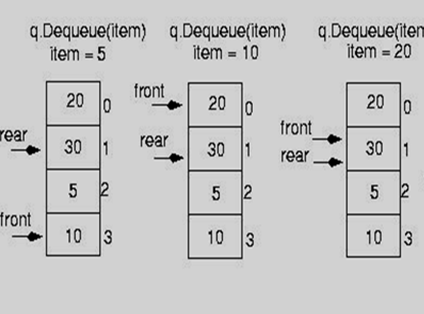 q.Dequeue(item)
item = 5
20 0
rear
30 1
5 2
front
10 3
q.Dequeue(item)
item = 10
front
20 0
rear
30 1
5 2
10 3
q.Dequeue(item
item = 20
20 0
front
rear
30 1
5 2
10 3